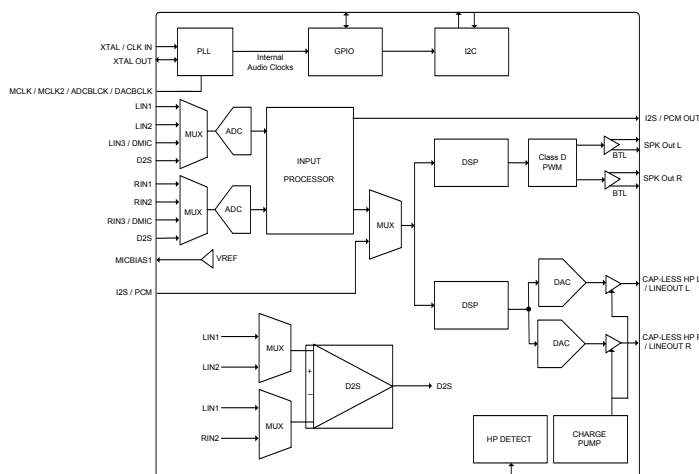 XTAL / CLK IN
XTAL OUT
MCLK / MCLK2 / ADCBLCK / DACBCLK
PLL
Internal
Audio Clocks
GPIO
I2C
LIN1
LIN2
LIN3 / DMIC
D2S
MUX
ADC
RIN1
RIN2
RIN3 / DMIC
D2S
MUX
ADC
INPUT
PROCESSOR
MICBIAS1
VREF
I2S / PCM
MUX
I2S / PCM OUT
DSP
Class D
PWM
SPK Out L
BTL
SPK Out R
BTL
DSP
DAC
CAP-LESS HP L
/ LINEOUT L
DAC
CAP-LESS HP R
/ LINEOUT R
LIN1
LIN2
MUX
LIN1
RIN2
MUX
+
–
D2S
D2S
HP DETECT
CHARGE
PUMP